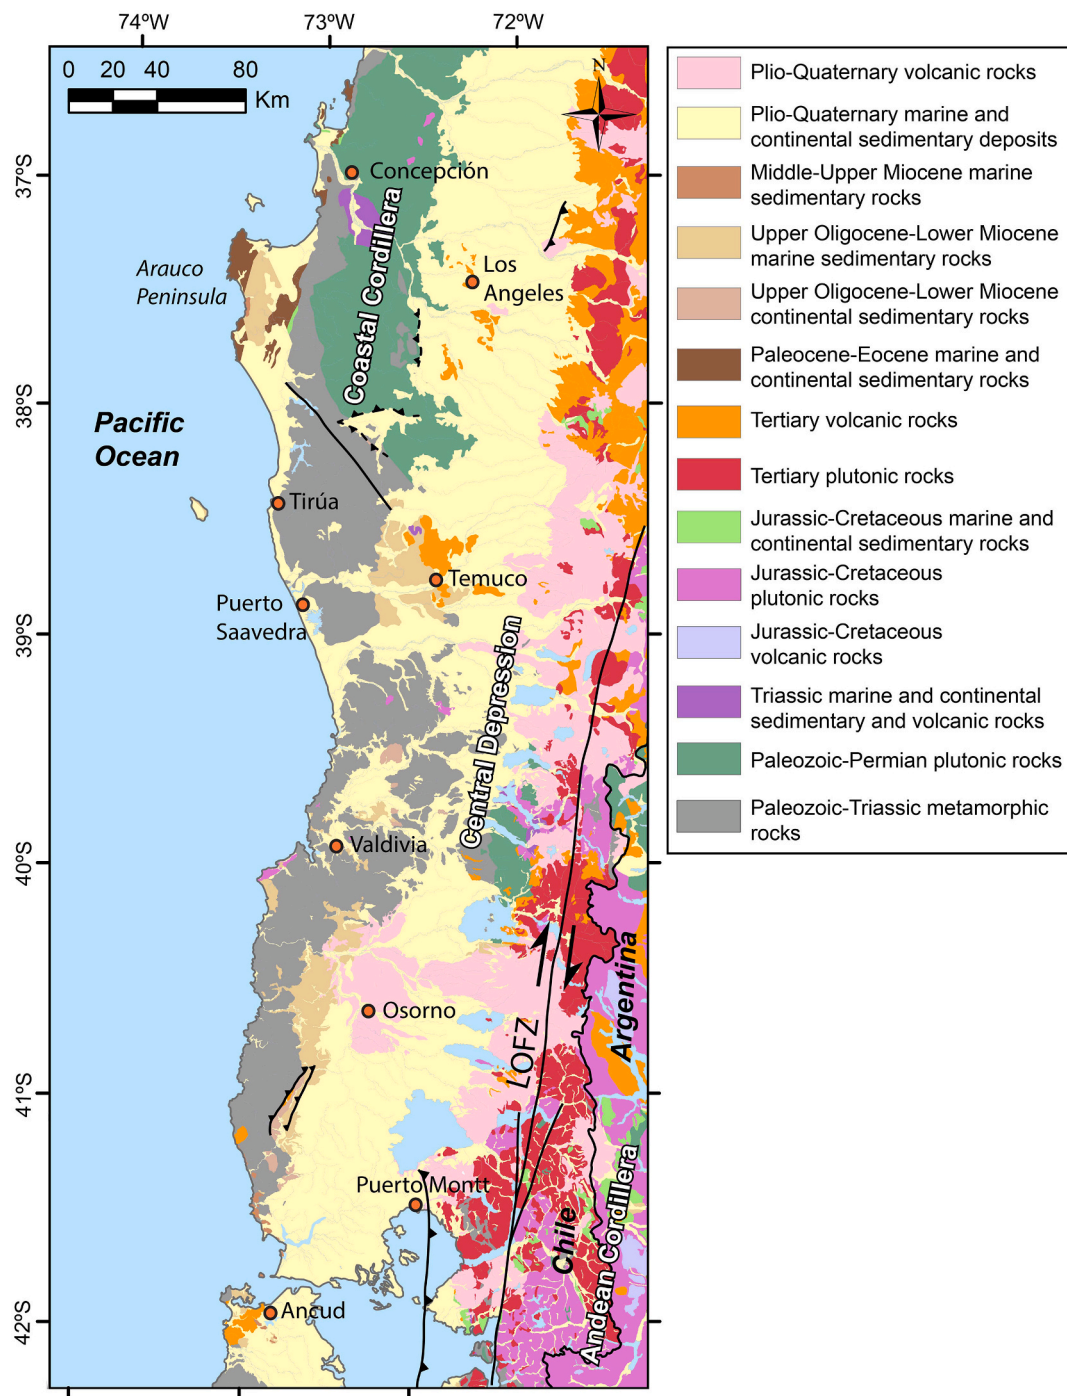 74ºW
73ºW
72ºW
0 20 40 80
Km
N
37ºS
38ºS
39ºS
40ºS
41ºS
42ºS
Concepción
Coastal Cordillera
Arauco
Peninsula
Los
Angeles
Pacific
Ocean
Tirúa
Temuco
Puerto
Saavedra
Central Depression
Valdivia
Osorno
LOFZ
Argentina
Puerto Montt
Chile
Andean Cordillera
Ancud
Plio-Quaternary volcanic rocks
Plio-Quaternary marine and
continental sedimentary deposits
Middle-Upper Miocene marine
sedimentary rocks
Upper Oligocene-Lower Miocene
marine sedimentary rocks
Upper Oligocene-Lower Miocene
continental sedimentary rocks
Paleocene-Eocene marine and
continental sedimentary rocks
Tertiary volcanic rocks
Tertiary plutonic rocks
Jurassic-Cretaceous marine and
continental sedimentary rocks
Jurassic-Cretaceous
plutonic rocks
Jurassic-Cretaceous
volcanic rocks
Triassic marine and continental
sedimentary and volcanic rocks
Paleozoic-Permian plutonic rocks
Paleozoic-Triassic metamorphic
rocks